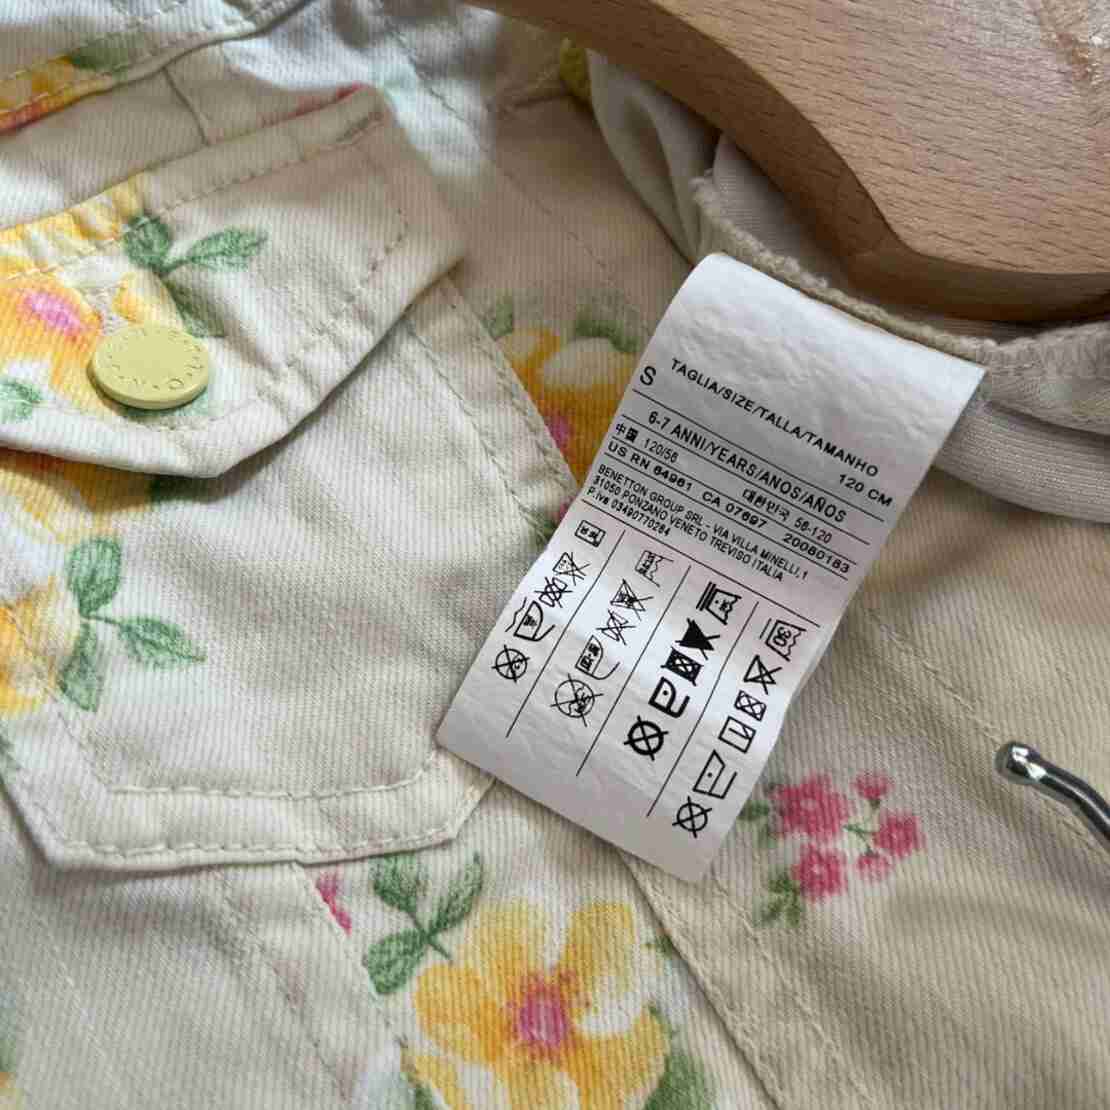 TAGLIA/SIZE/TALLA/TAMANHO
S 120 CM
6-7 ANNI/YEARS/ANOS/AÑOS
中国 120/56 대한민국 56-120
US RN 64961 CA 07697 20080183
BENETTON GROUP SRL - VIA VILLA MINELLI,1
31050 PONZANO VENETO TREVISO ITALIA
P.iva 03490770264
30